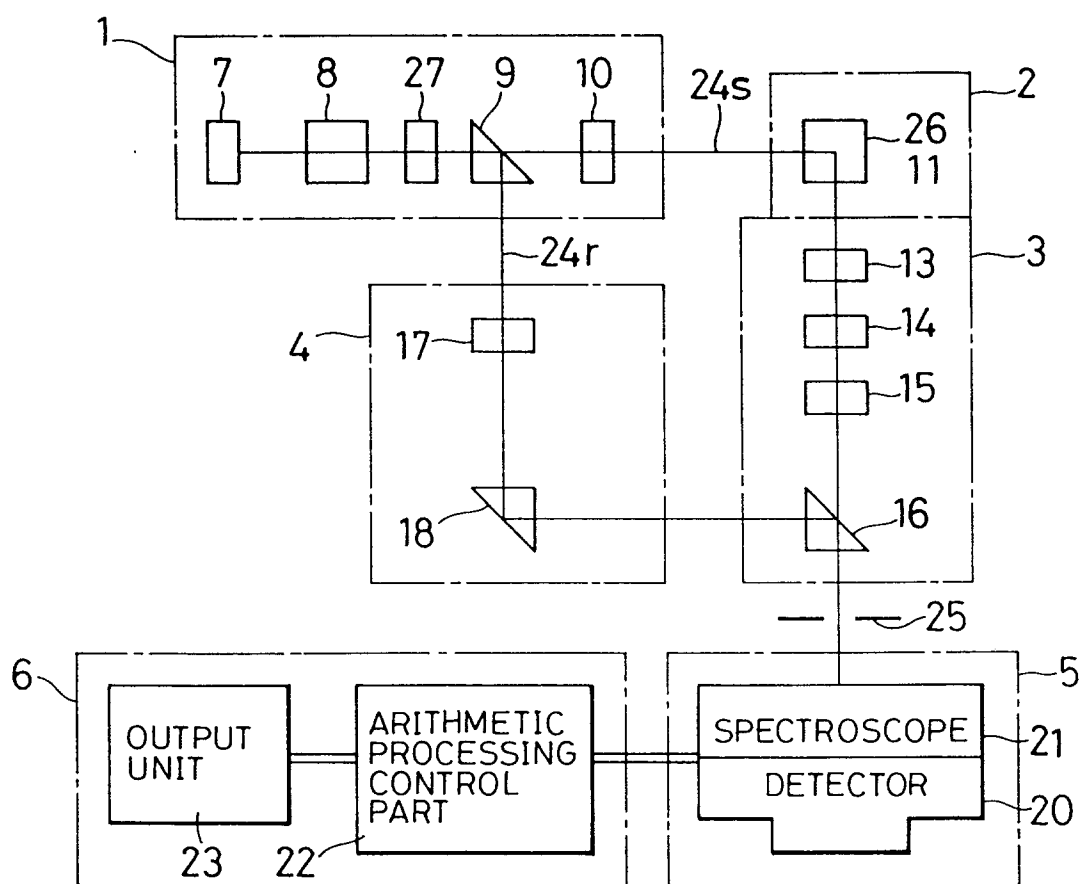 1
7
8
27
9
10
24s
2
26
11
24r
13
3
14
4
17
15
18
16
25
6
5
OUTPUT
UNIT
ARITHMETIC
PROCESSING
CONTROL
PART
SPECTROSCOPE
21
DETECTOR
20
23
22